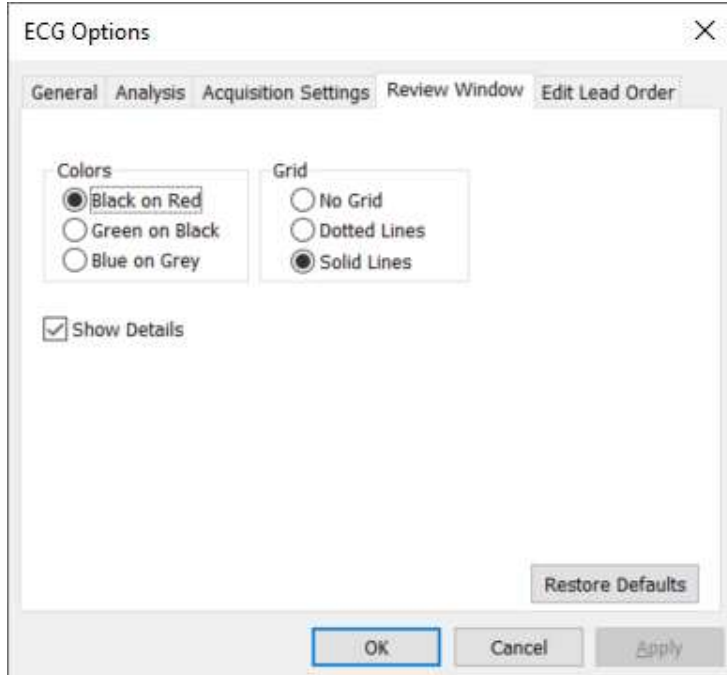 ECG Options
General Analysis Acquisition Settings Review Window Edit Lead Order
Colors
Black on Red
Green on Black
Blue on Grey
Grid
No Grid
Dotted Lines
Solid Lines
Show Details
Restore Defaults
OK Cancel Apply